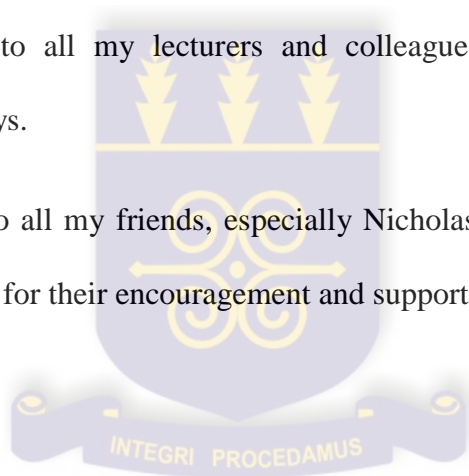 to all my lecturers and colleague
ys.
o all my friends, especially Nicholas
for their encouragement and support
INTEGRI PROCEDAMUS